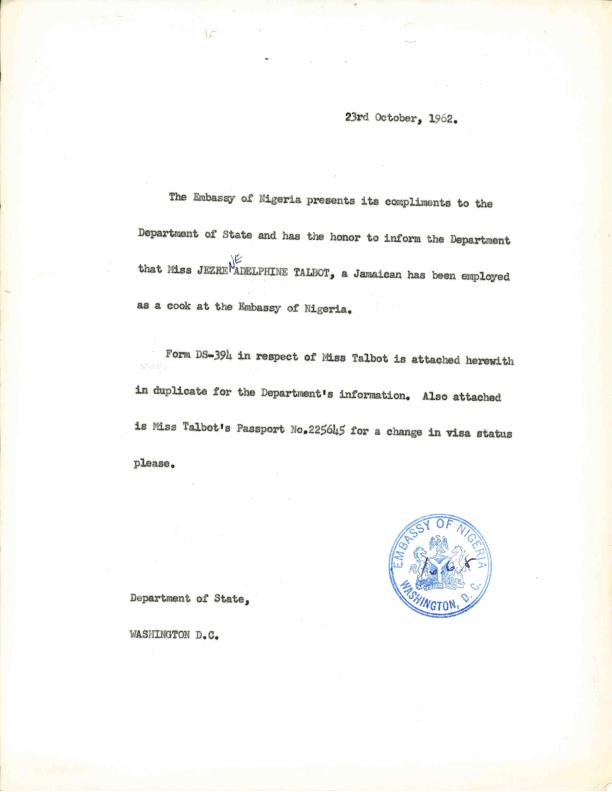 23rd October, 1962.
The Embassy of Nigeria presents its compliments to the
Department of State and has the honor to inform the Department
that Miss JEZRENE ADELPHINE TALBOT, a Jamaican has been employed
as a cook at the Embassy of Nigeria.
Form DS-394 in respect of Miss Talbot is attached herewith
in duplicate for the Department's information. Also attached
is Miss Talbot's Passport No.225645 for a change in visa status
please.
EMBASSY OF NIGERIA
WASHINGTON, D. C.
Department of State,
WASHINGTON D.C.